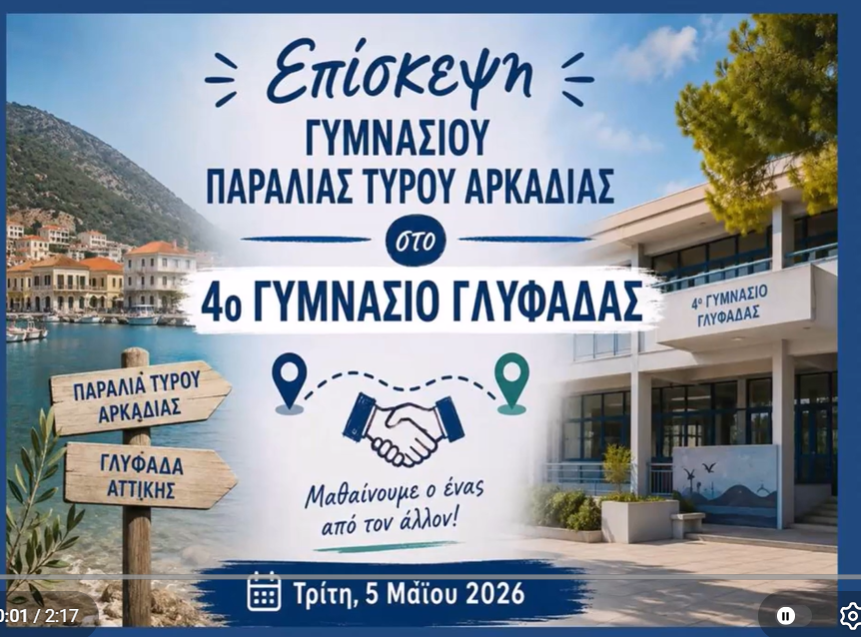 Επίσκεψη
ΓΥΜΝΑΣΙΟΥ
ΠΑΡΑΛΙΑΣ ΤΥΡΟΥ ΑΡΚΑΔΙΑΣ
στο
4ο ΓΥΜΝΑΣΙΟ ΓΛΥΦΑΔΑΣ
4ο ΓΥΜΝΑΣΙΟ
ΓΛΥΦΑΔΑΣ
ΠΑΡΑΛΙΑ ΤΥΡΟΥ
ΑΡΚΑΔΙΑΣ
ΓΛΥΦΑΔΑ
ΑΤΤΙΚΗΣ
Μαθαίνουμε ο ένας
από τον άλλον!
Τρίτη, 5 Μαΐου 2026
0:01 / 2:17